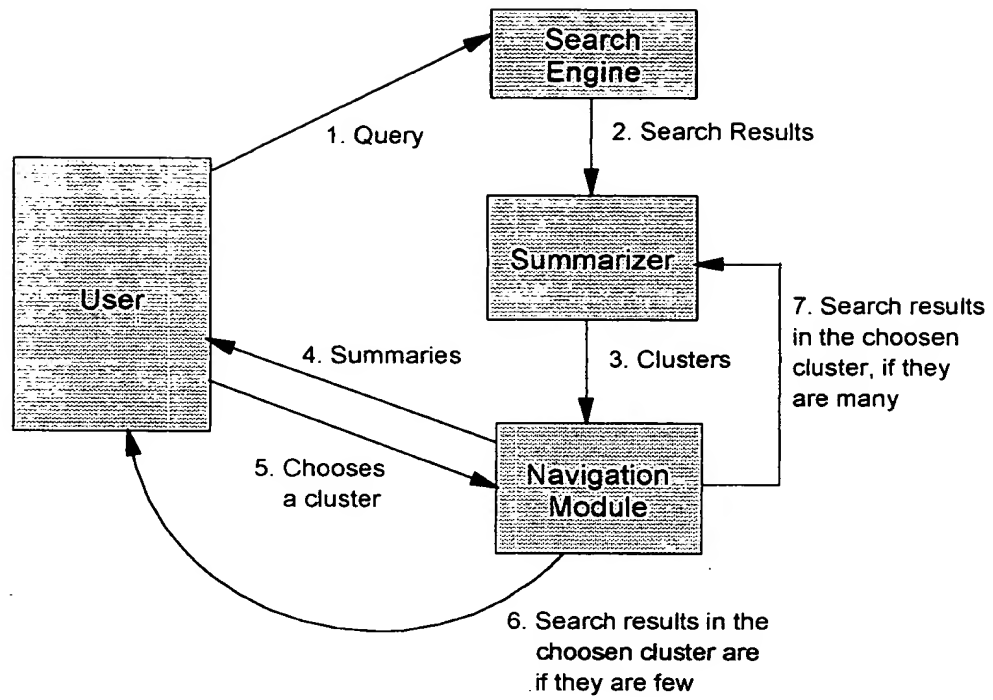 Search
Engine
1. Query
2. Search Results
Summarizer
User
7. Search results
in the choosen
cluster, if they
are many
4. Summaries
3. Clusters
5. Chooses
a cluster
Navigation
Module
6. Search results in the
choosen cluster are
if they are few